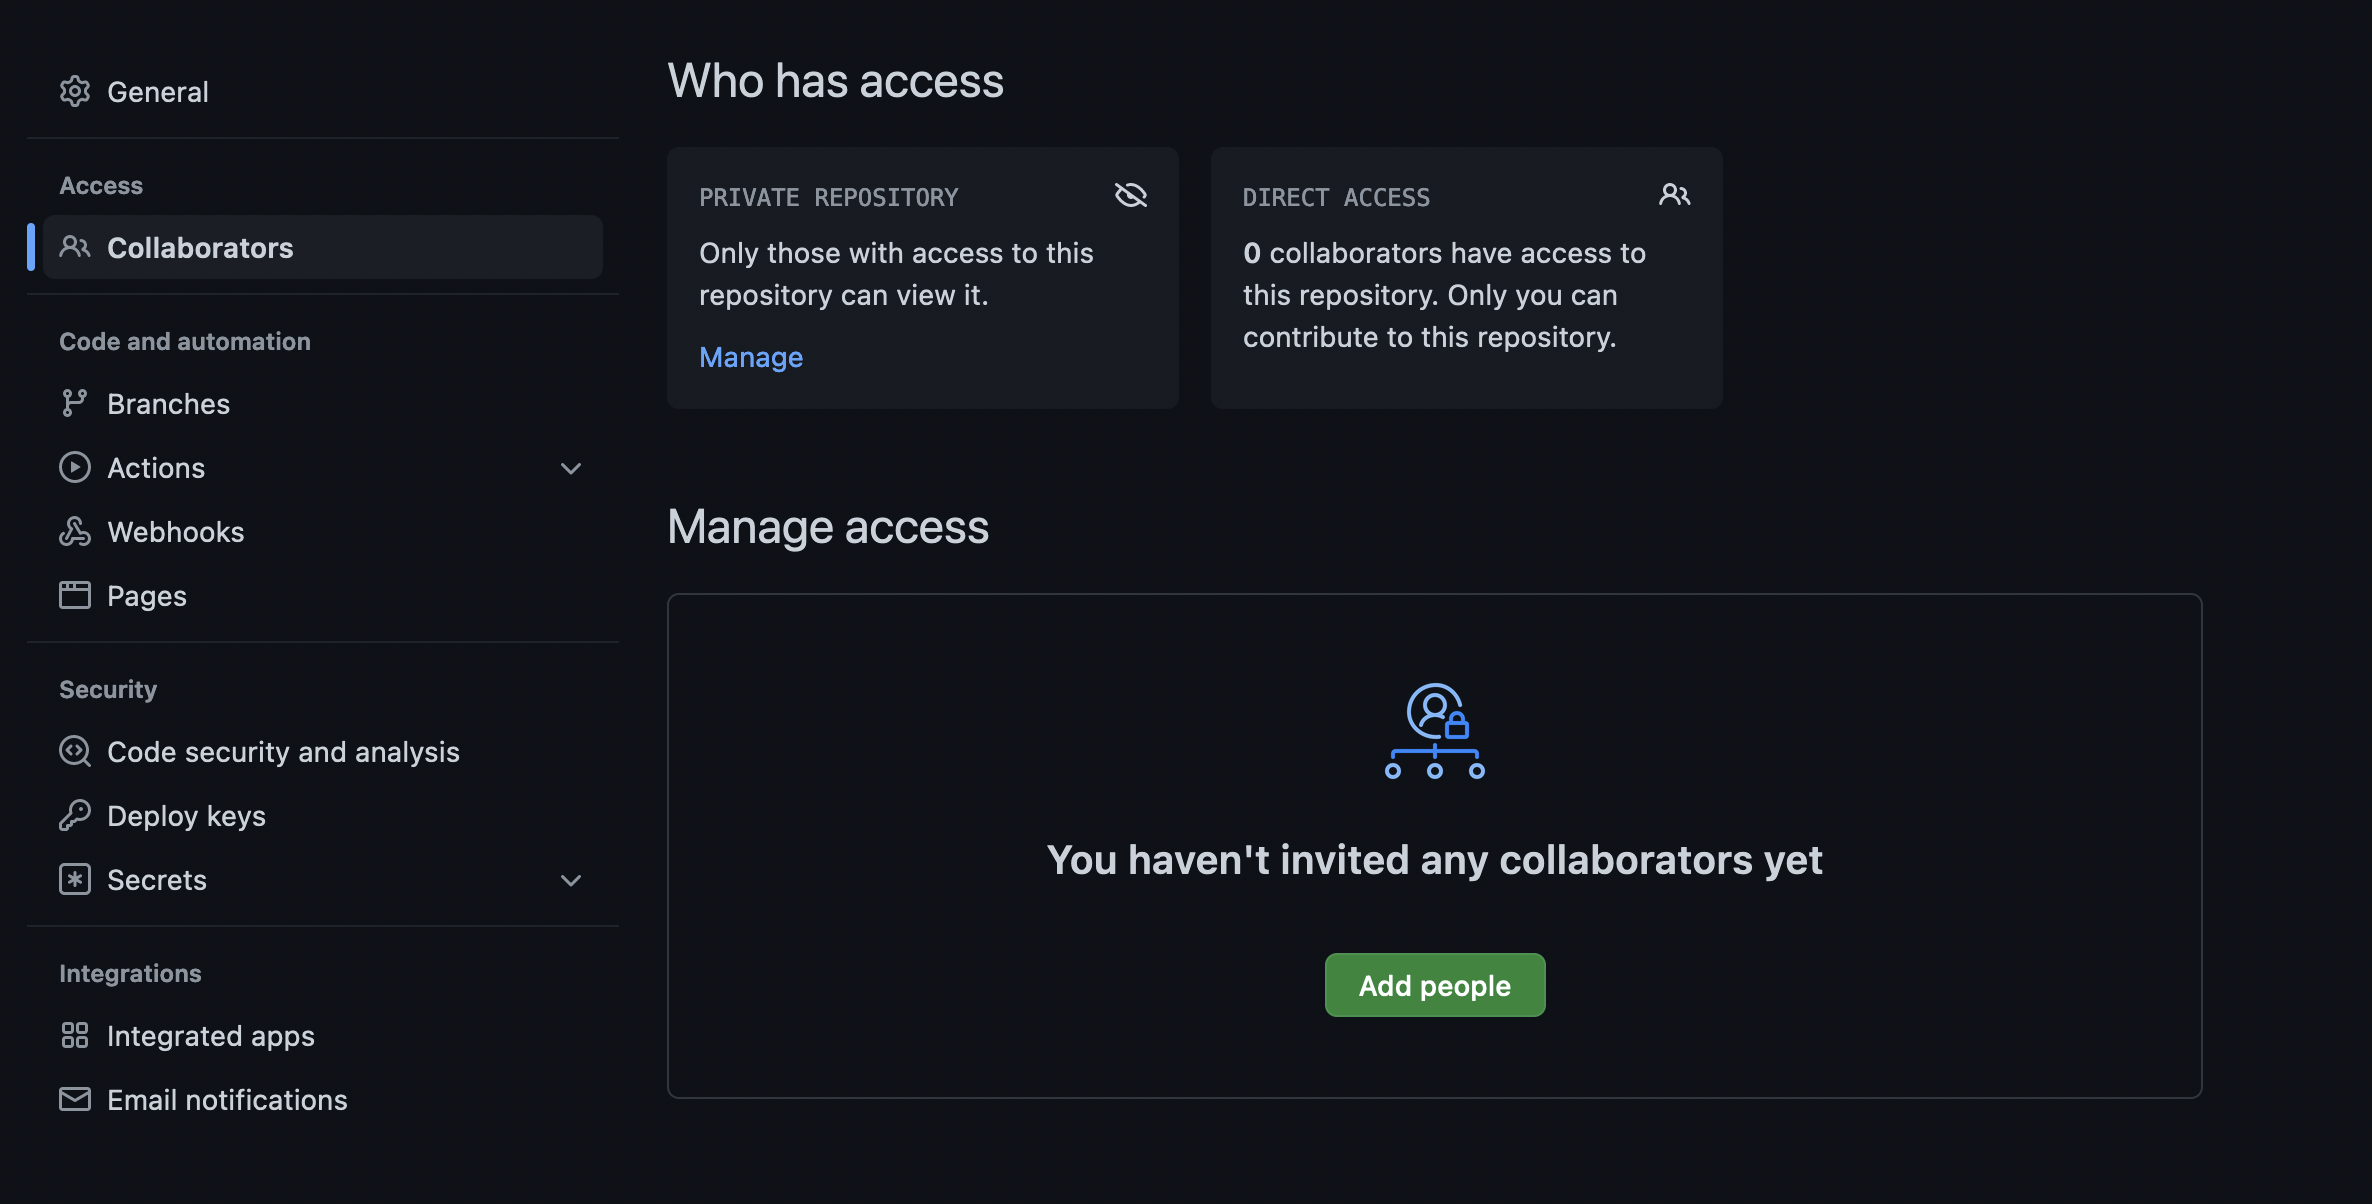 General
Access
Collaborators
Code and automation
Branches
Actions
Webhooks
Pages
Security
Code security and analysis
Deploy keys
Secrets
Integrations
Integrated apps
Email notifications
Who has access
PRIVATE REPOSITORY
Only those with access to this
repository can view it.
Manage
DIRECT ACCESS
0 collaborators have access to
this repository. Only you can
contribute to this repository.
Manage access
You haven't invited any collaborators yet
Add people